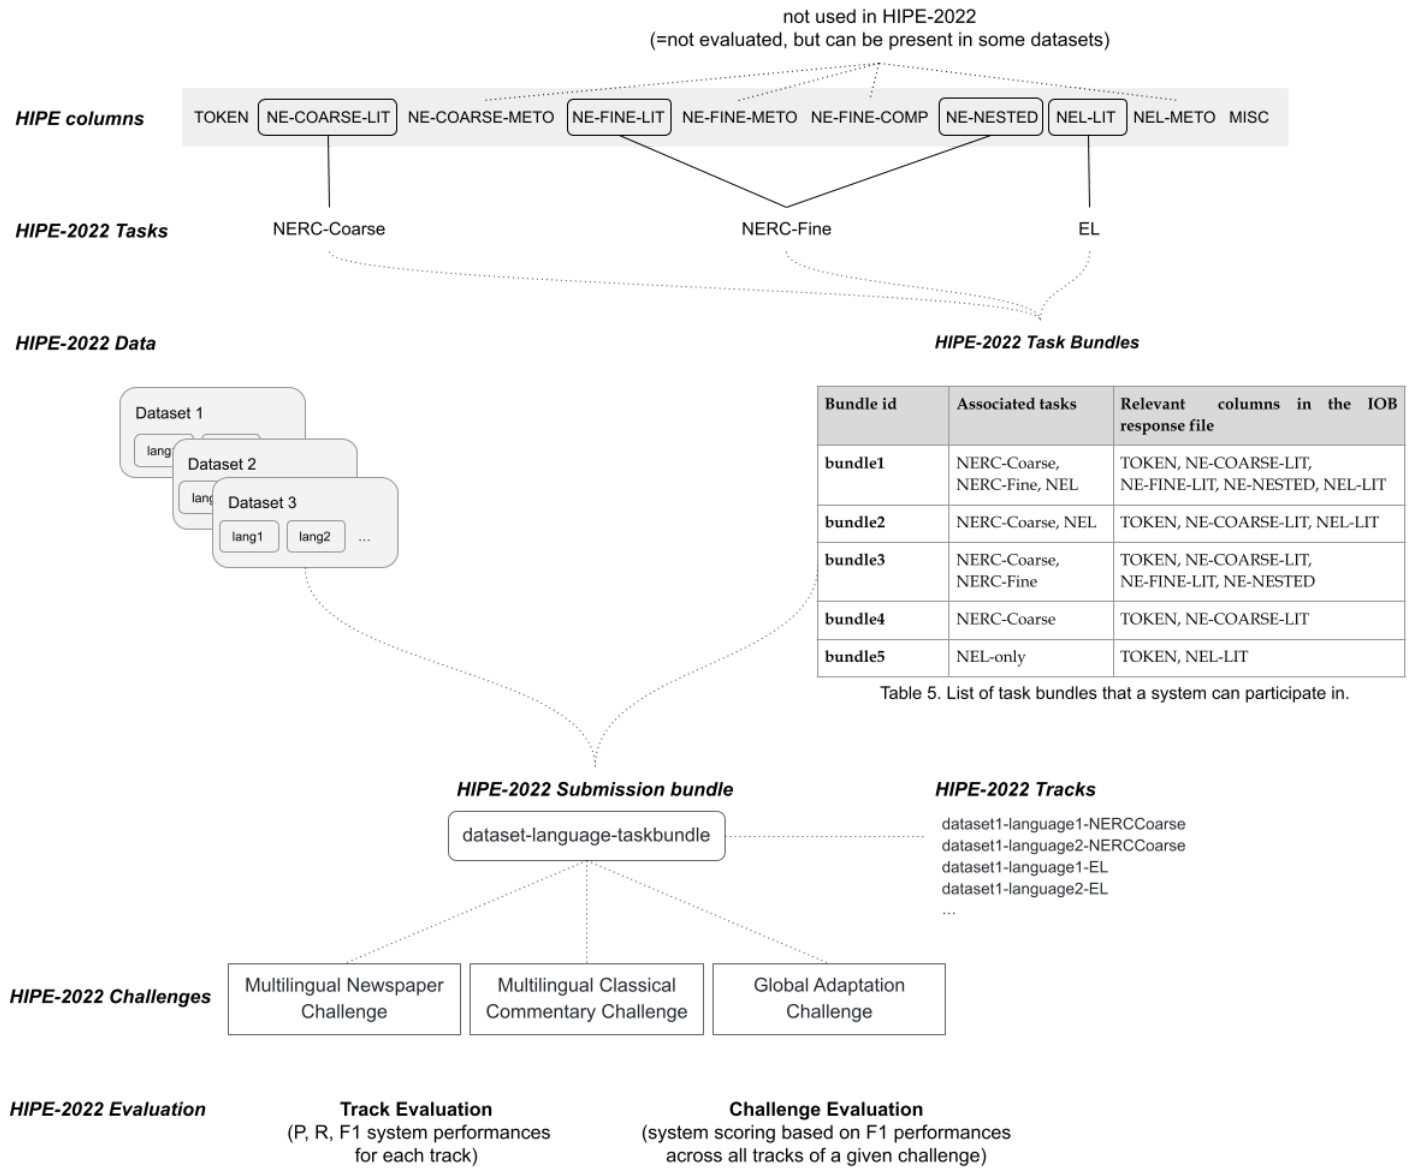 not used in HIPE-2022
(=not evaluated, but can be present in some datasets)
HIPE columns
TOKEN NE-COARSE-LIT NE-COARSE-METO NE-FINE-LIT NE-FINE-METO NE-FINE-COMP NE-NESTED NEL-LIT NEL-METO MISC
HIPE-2022 Tasks
NERC-Coarse NERC-Fine EL
HIPE-2022 Data
Dataset 1
lang
Dataset 2
lang
Dataset 3
lang1 lang2 ...
HIPE-2022 Task Bundles
Bundle id Associated tasks Relevant columns in the IOB
response file
bundle1 NERC-Coarse, TOKEN, NE-COARSE-LIT,
NERC-Fine, NEL NE-FINE-LIT, NE-NESTED, NEL-LIT
bundle2 NERC-Coarse, NEL TOKEN, NE-COARSE-LIT, NEL-LIT
bundle3 NERC-Coarse, TOKEN, NE-COARSE-LIT,
NERC-Fine NE-FINE-LIT, NE-NESTED
bundle4 NERC-Coarse TOKEN, NE-COARSE-LIT
bundle5 NEL-only TOKEN, NEL-LIT
Table 5. List of task bundles that a system can participate in.
HIPE-2022 Submission bundle
dataset-language-taskbundle
HIPE-2022 Tracks
dataset1-language1-NERCCoarse
dataset1-language2-NERCCoarse
dataset1-language1-EL
dataset1-language2-EL
...
HIPE-2022 Challenges
Multilingual Newspaper
Challenge
Multilingual Classical
Commentary Challenge
Global Adaptation
Challenge
HIPE-2022 Evaluation
Track Evaluation
(P, R, F1 system performances
for each track)
Challenge Evaluation
(system scoring based on F1 performances
across all tracks of a given challenge)